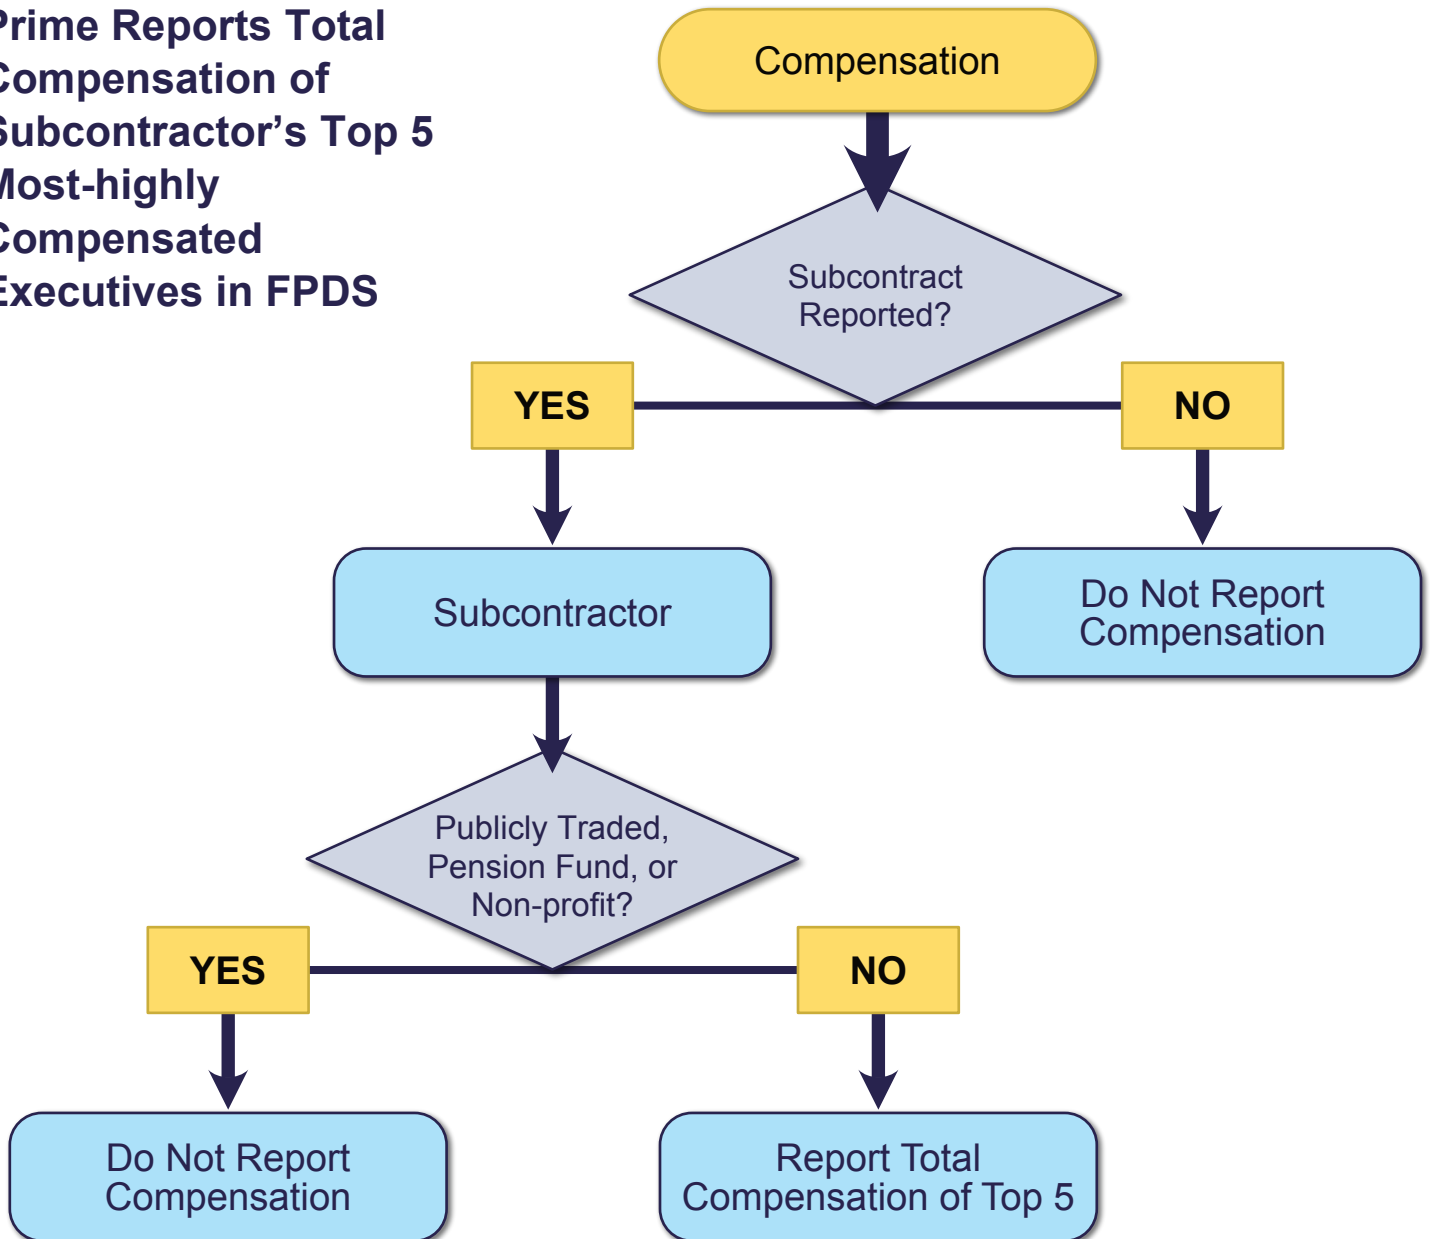 Prime Reports Total
Compensation of
Subcontractor’s Top 5
Most-highly
Compensated
Executives in FPDS
Compensation
Subcontract
Reported?
YES
NO
Subcontractor
Do Not Report
Compensation
Publicly Traded,
Pension Fund, or
Non-profit?
YES
NO
Do Not Report
Compensation
Report Total
Compensation of Top 5